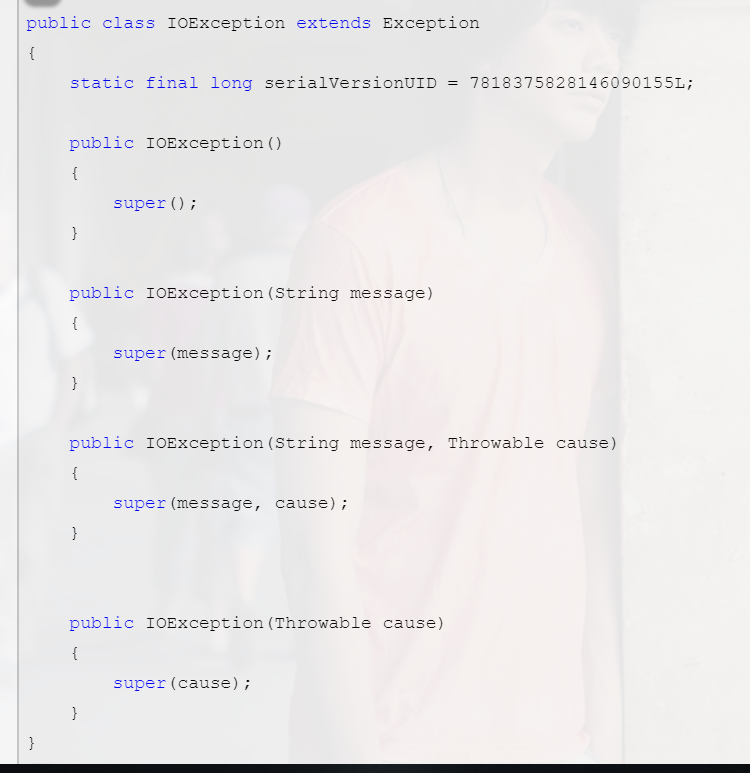 public class IOException extends Exception
{
static final long serialVersionUID = 7818375828146090155L;
public IOException()
{
super();
}
public IOException(String message)
{
super(message);
}
public IOException(String message, Throwable cause)
{
super(message, cause);
}
public IOException(Throwable cause)
{
super(cause);
}
}